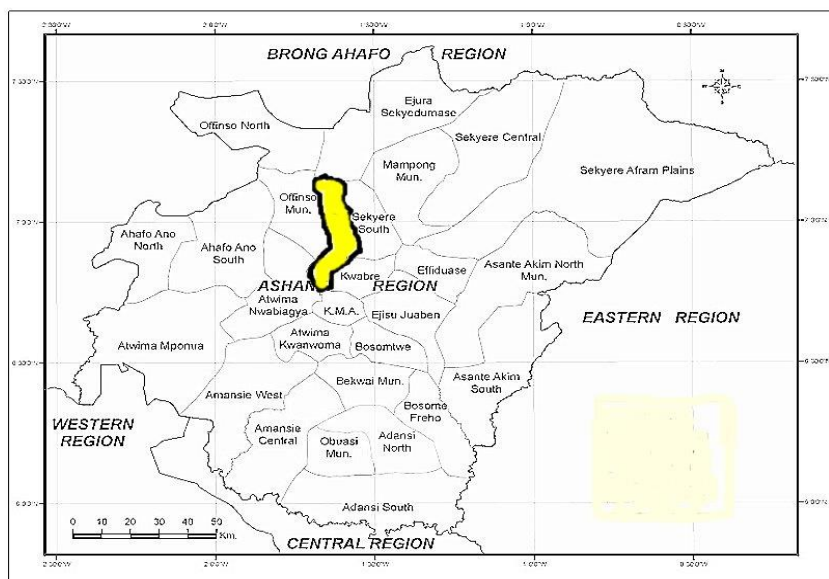 BRONG AHAFO REGION
Ejura
Sekyedumase
Offinso North
Sekyere Central
Mampong
Mun.
Sekyere Afram Plains
Offinso
Mun.
Sekyere
South
Ahafo Ano
North
Ahafo Ano
South
Effiduase
Asante Akim North
Mun.
Kwabre
REGION
Atwima
Nwabiagya
K.M.A.
Ejisu Juaben
EASTERN REGION
Atwima Mponua
Atwima
Kwanwoma
Bosomtwe
Asante Akim
South
Bekwai Mun.
Amansie West
Bosome
Freho
WESTERN
REGION
Amansie
Central
Obuasi
Mun.
Adansi
North
Adansi South
0 10 20 30 40 50
Km.
CENTRAL REGION